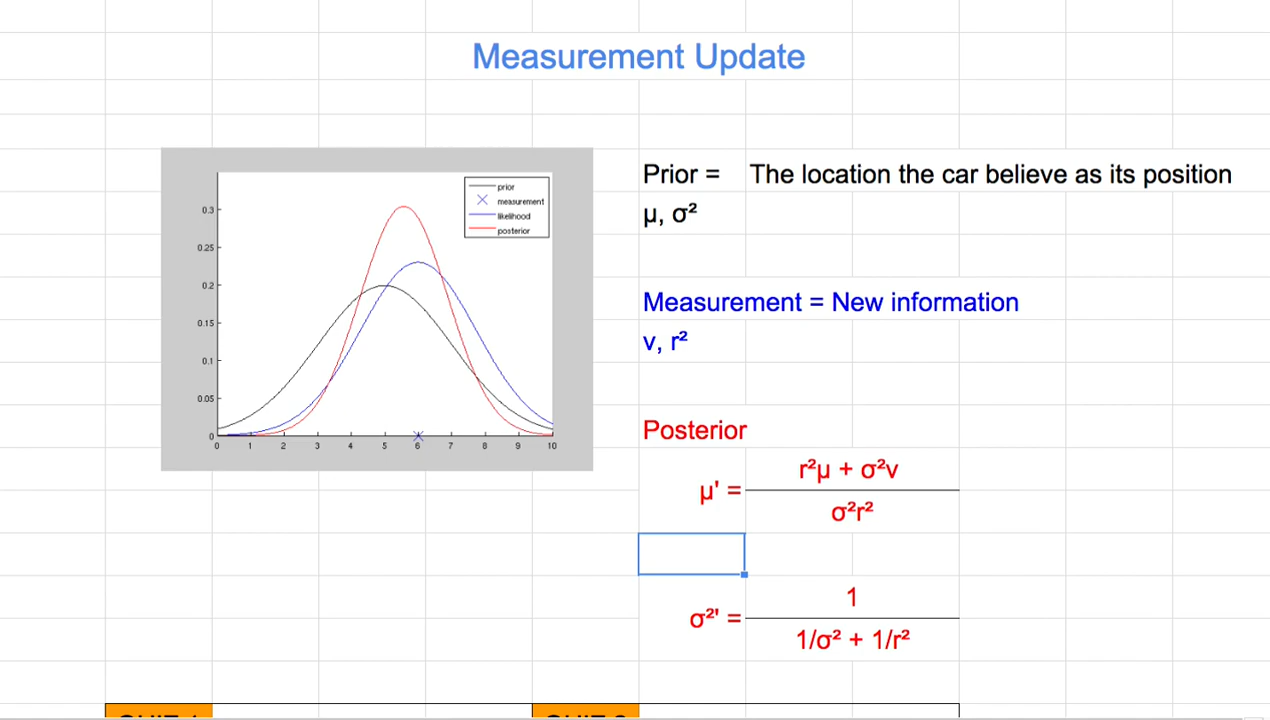 Measurement Update
prior
measurement
likelihood
posterior
0.3
0.25
0.2
0.15
0.1
0.05
0
0 1 2 3 4 5 6 7 8 9 10
Prior = The location the car believe as its position
μ, σ²
Measurement = New information
v, r²
Posterior
r²μ + σ²v
μ' =
σ²r²
1
σ²' =
1/σ² + 1/r²